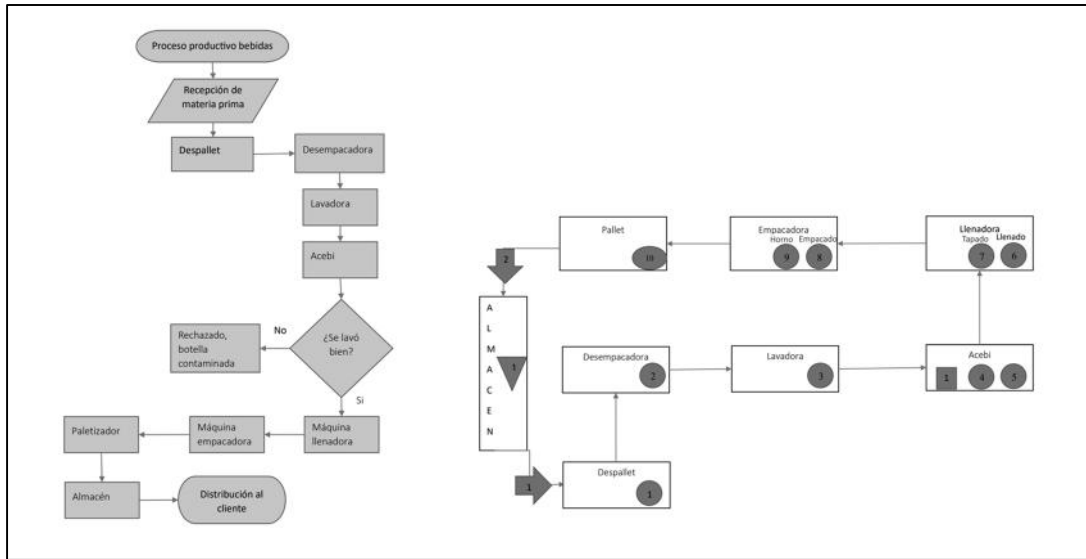 Proceso productivo bebidas
Recepción de
materia prima
Despallet
Desempacadora
Lavadora
Acebi
¿Se lavó
bien?
No
Rechazado,
botella
contaminada
Si
Máquina
llenadora
Máquina
empacadora
Paletizador
Almacén
Distribución al
cliente
Pallet
10
Empacadora
Horno Empacado
9 8
Llenadora
Tapado Llenado
7 6
2
A
L
M
A
C
E
N
1
Desempacadora
2
Lavadora
3
Acebi
1 4 5
1
Despallet
1